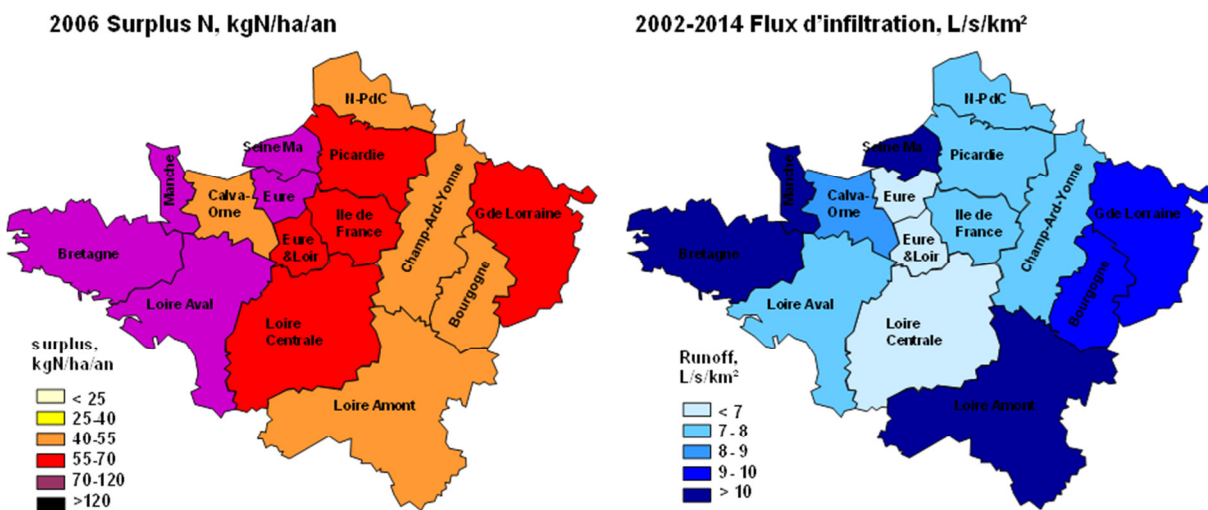 2006 Surplus N, kgN/ha/an
N-PdC
Seine Ma
Picardie
Manche
Calva-
Orne
Eure
Ile de
France
Champ-Ard-Yonne
Gde Lorraine
Eure
&Loir
Bretagne
Loire Aval
Bourgogne
Loire
Centrale
Loire Amont
surplus,
kgN/ha/an
< 25
25-40
40-55
55-70
70-120
>120
2002-2014 Flux d'infiltration, L/s/km²
N-PdC
Seine Ma
Picardie
Manche
Calva-
Orne
Eure
Ile de
France
Champ-Ard-Yonne
Gde Lorraine
Eure
&Loir
Bretagne
Loire Aval
Bourgogne
Loire
Centrale
Loire Amont
Runoff,
L/s/km²
< 7
7 - 8
8 - 9
9 - 10
> 10